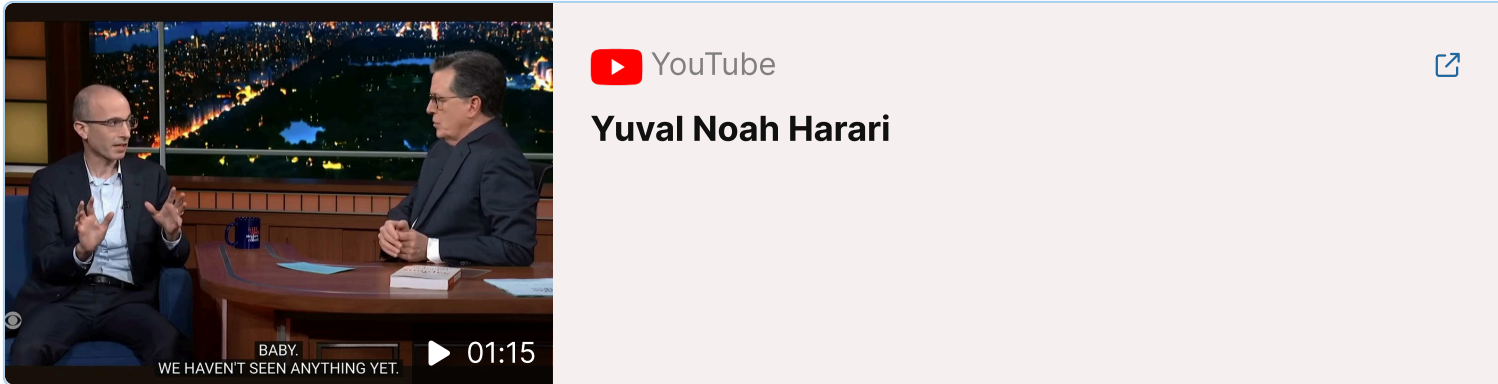 YouTube
Yuval Noah Harari
BABY.
WE HAVEN'T SEEN ANYTHING YET.
01:15